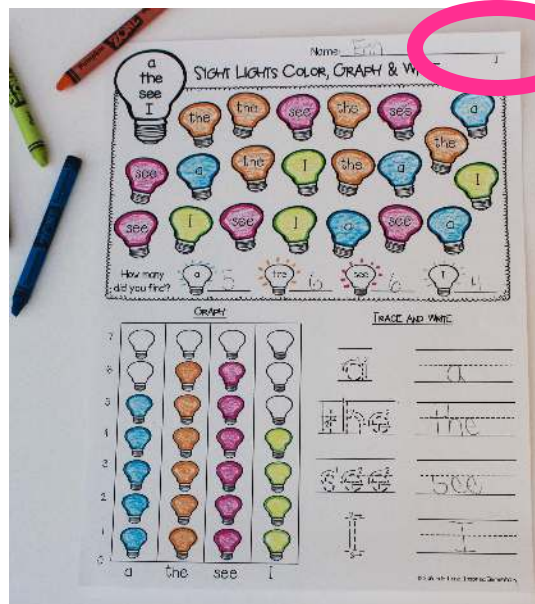 Name: Emm
a
the
see
I
SIGHT LIGHTS COLOR, GRAPH & WRITE
the the see the see a
the
see a the I the a I
see I see I a see a
How many
did you find? a 5 the 6 see 6 I 4
GRAPH
TRACE AND WRITE
7
6
5
4
3
2
1
0
a the see I
a a
the the
see see
I I